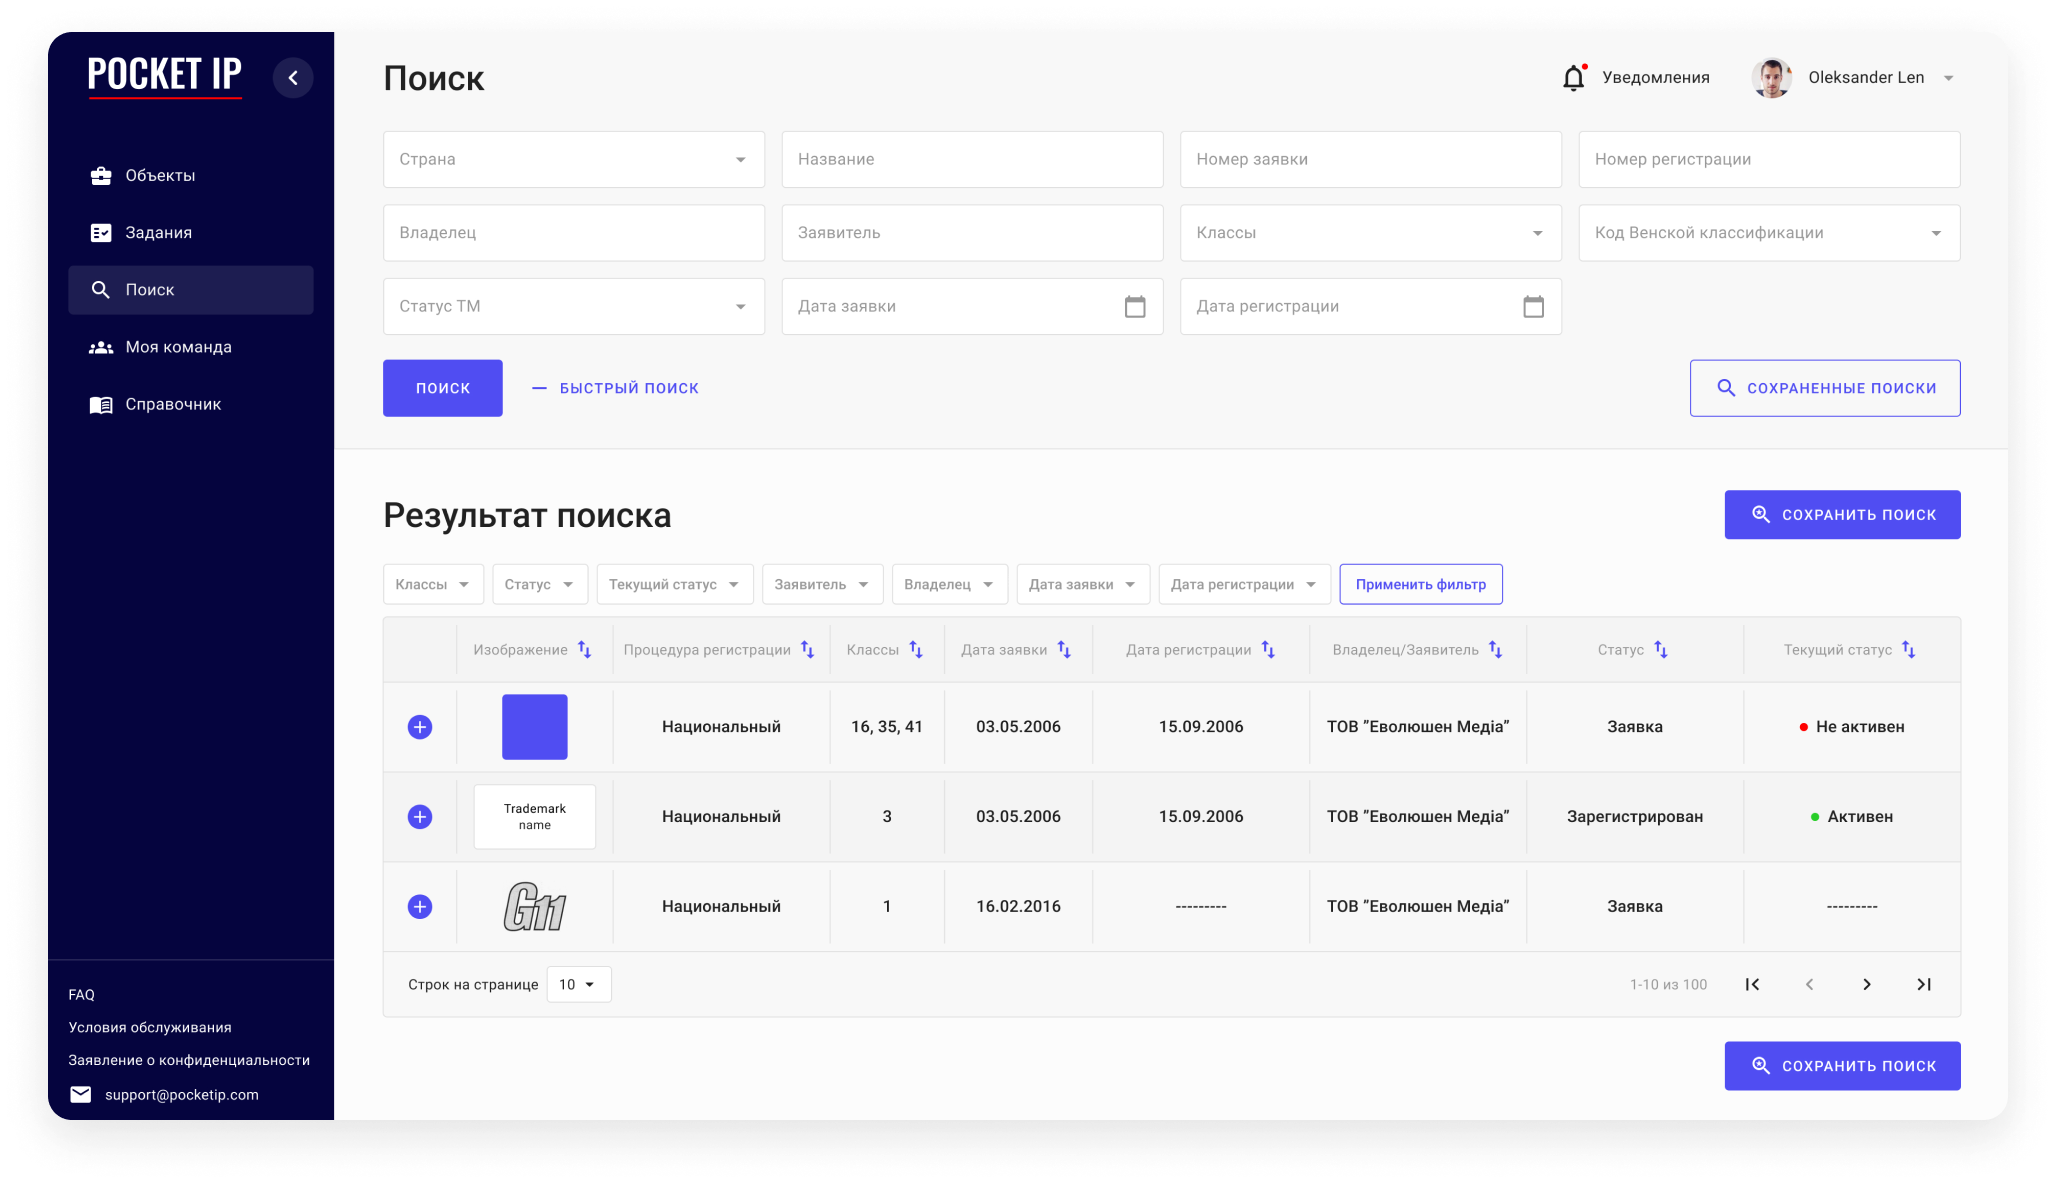 POCKET IP
Объекты
Задания
Поиск
Моя команда
Справочник
FAQ
Условия обслуживания
Заявление о конфиденциальности
support@pocketip.com
Поиск
Уведомления
Oleksander Len
Страна
Название
Номер заявки
Номер регистрации
Владелец
Заявитель
Классы
Код Венской классификации
Статус ТМ
Дата заявки
Дата регистрации
ПОИСК
БЫСТРЫЙ ПОИСК
СОХРАНЕННЫЕ ПОИСКИ
Результат поиска
СОХРАНИТЬ ПОИСК
Классы
Статус
Текущий статус
Заявитель
Владелец
Дата заявки
Дата регистрации
Применить фильтр
Изображение
Процедура регистрации
Классы
Дата заявки
Дата регистрации
Владелец/Заявитель
Статус
Текущий статус
Национальный
16, 35, 41
03.05.2006
15.09.2006
ТОВ ”Еволюшен Медіа”
Заявка
Не активен
Trademark
name
Национальный
3
03.05.2006
15.09.2006
ТОВ ”Еволюшен Медіа”
Зарегистрирован
Активен
G11
Национальный
1
16.02.2016
---------
ТОВ ”Еволюшен Медіа”
Заявка
---------
Строк на странице
10
1-10 из 100
СОХРАНИТЬ ПОИСК